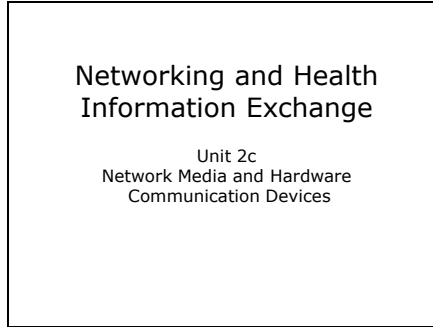 Networking and Health
Information Exchange
Unit 2c
Network Media and Hardware
Communication Devices